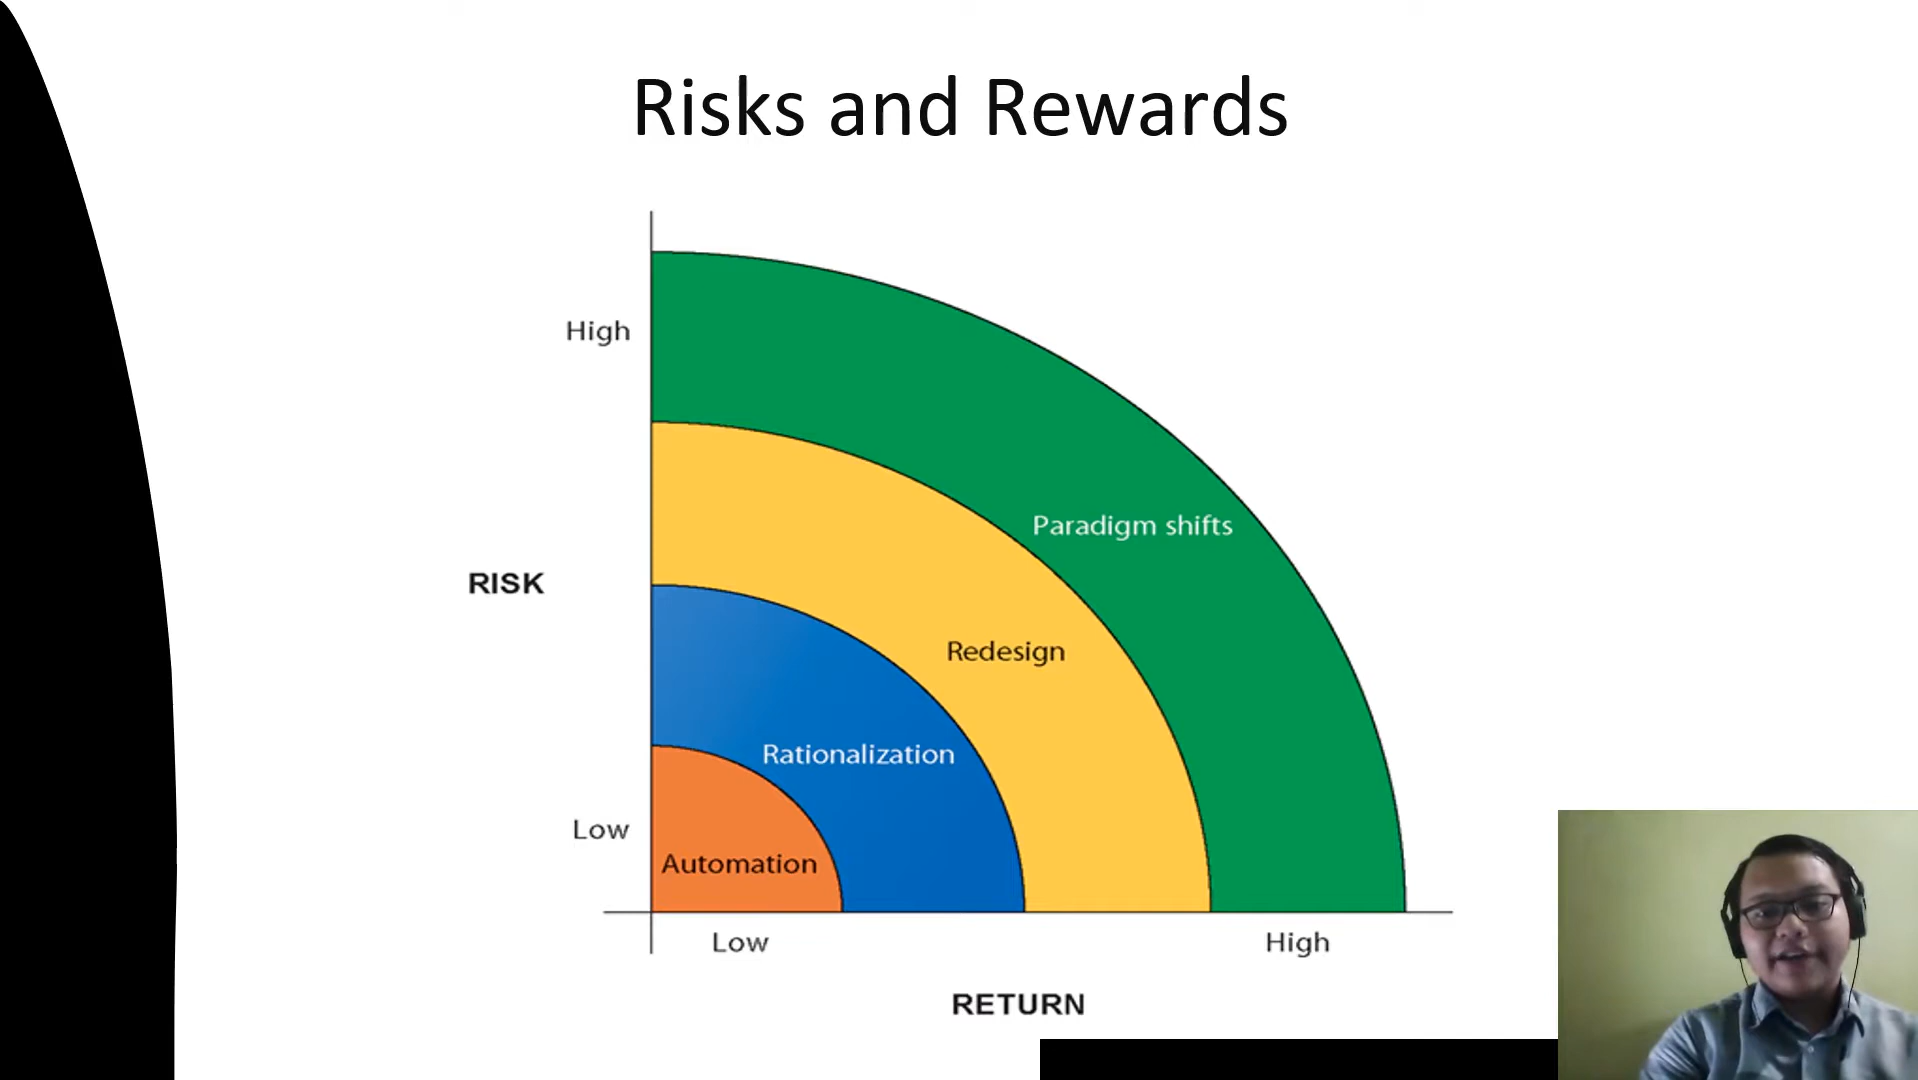 Risks and Rewards
High
Paradigm shifts
RISK
Redesign
Rationalization
Low
Automation
Low
High
RETURN